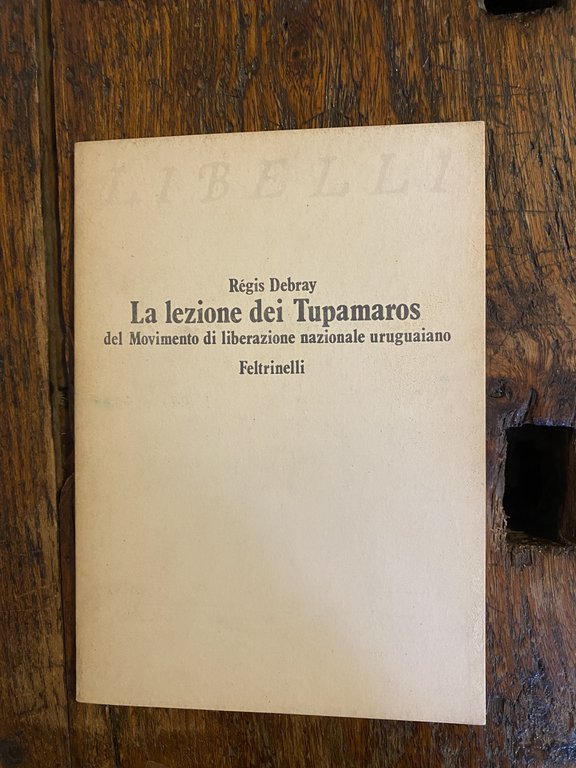 LIBELLI
Régis Debray
La lezione dei Tupamaros
del Movimento di liberazione nazionale uruguaiano
Feltrinelli